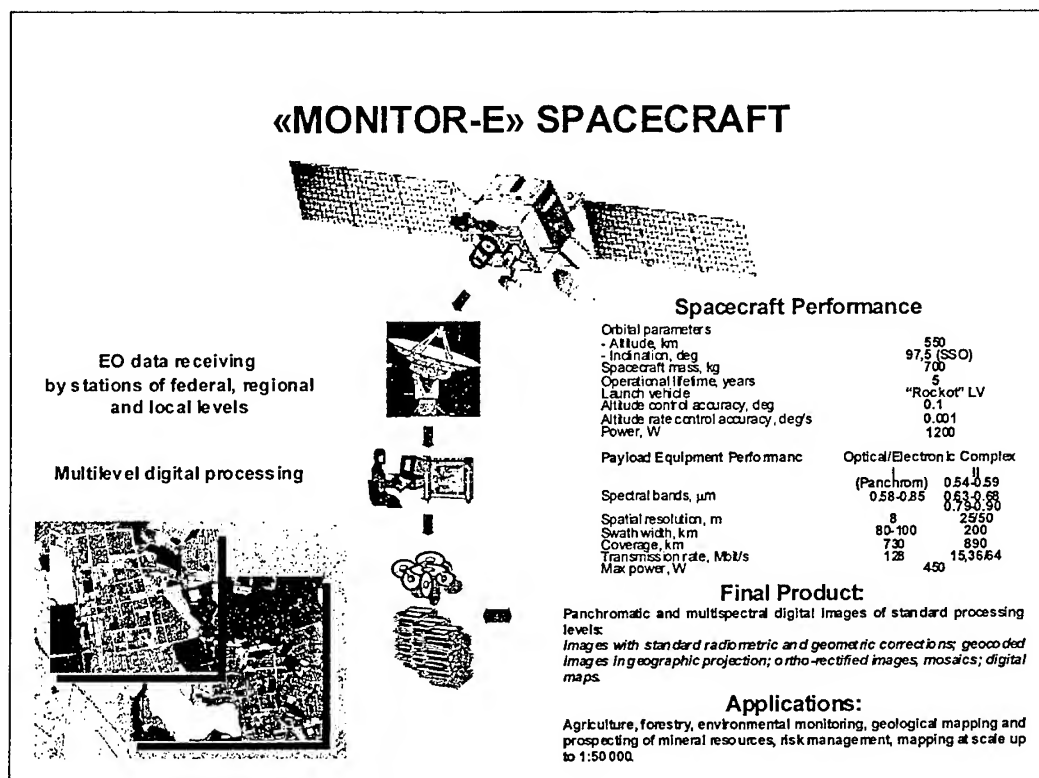 «MONITOR-E» SPACECRAFT
EO data receiving
by stations of federal, regional
and local levels
Multilevel digital processing
Spacecraft Performance
Orbital parameters
- Altitude, km 550
- Inclination, deg 97,5 (SSO)
Spacecraft mass, kg 700
Operational lifetime, years 5
Launch vehicle "Rockot" LV
Altitude control accuracy, deg 0.1
Altitude rate control accuracy, deg/s 0.001
Power, W 1200
Payload Equipment Performanc Optical/Electronic Complex
I II
(Panchrom) 0.54-0.59
Spectral bands, µm 0.58-0.85 0.63-0.68
0.79-0.90
Spatial resolution, m 8 25/50
Swath width, km 80-100 200
Coverage, km 730 890
Transmission rate, Mbit/s 128 15,36/64
Max power, W 450
Final Product:
Panchromatic and multispectral digital images of standard processing
levels:
Images with standard radiometric and geometric corrections; geocoded
images in geographic projection; ortho-rectified images, mosaics; digital
maps.
Applications:
Agriculture, forestry, environmental monitoring, geological mapping and
prospecting of mineral resources, risk management, mapping at scale up
to 1:50 000.